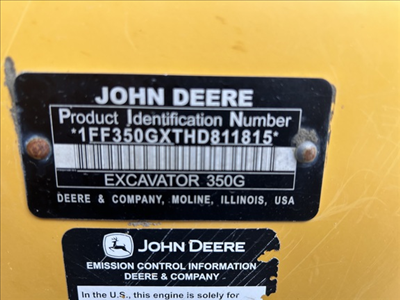 JOHN DEERE
Product Identification Number
*1FF350GXTHD811815*
EXCAVATOR 350G
DEERE & COMPANY, MOLINE, ILLINOIS, USA
JOHN DEERE
EMISSION CONTROL INFORMATION
DEERE & COMPANY
In the U.S., this engine is solely for